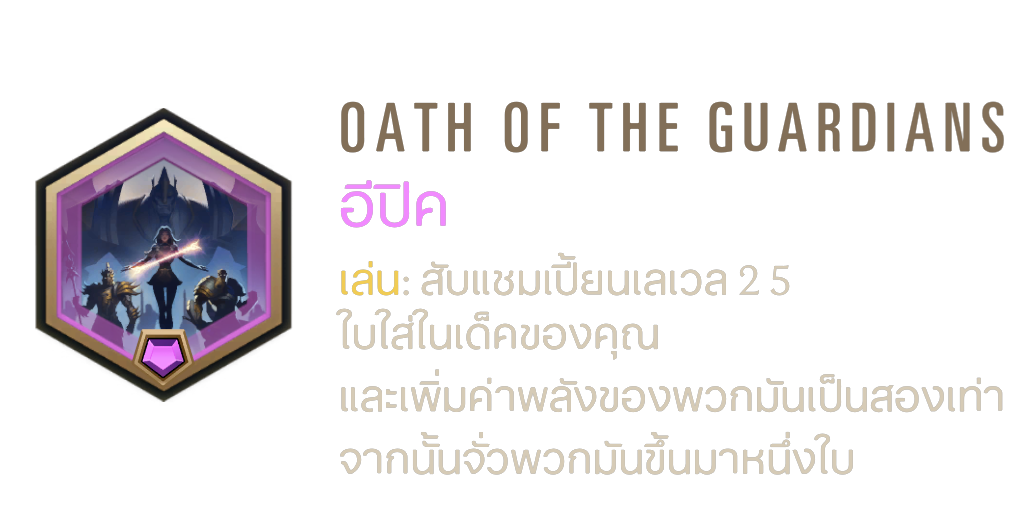 OATH OF THE GUARDIANS
อีปิค
เล่น: สับแชมเปี้ยนเลเวล 2 5
ใบใส่ในเด็คของคุณ
และเพิ่มค่าพลังของพวกมันเป็นสองเท่า
จากนั้นจั่วพวกมันขึ้นมาหนึ่งใบ